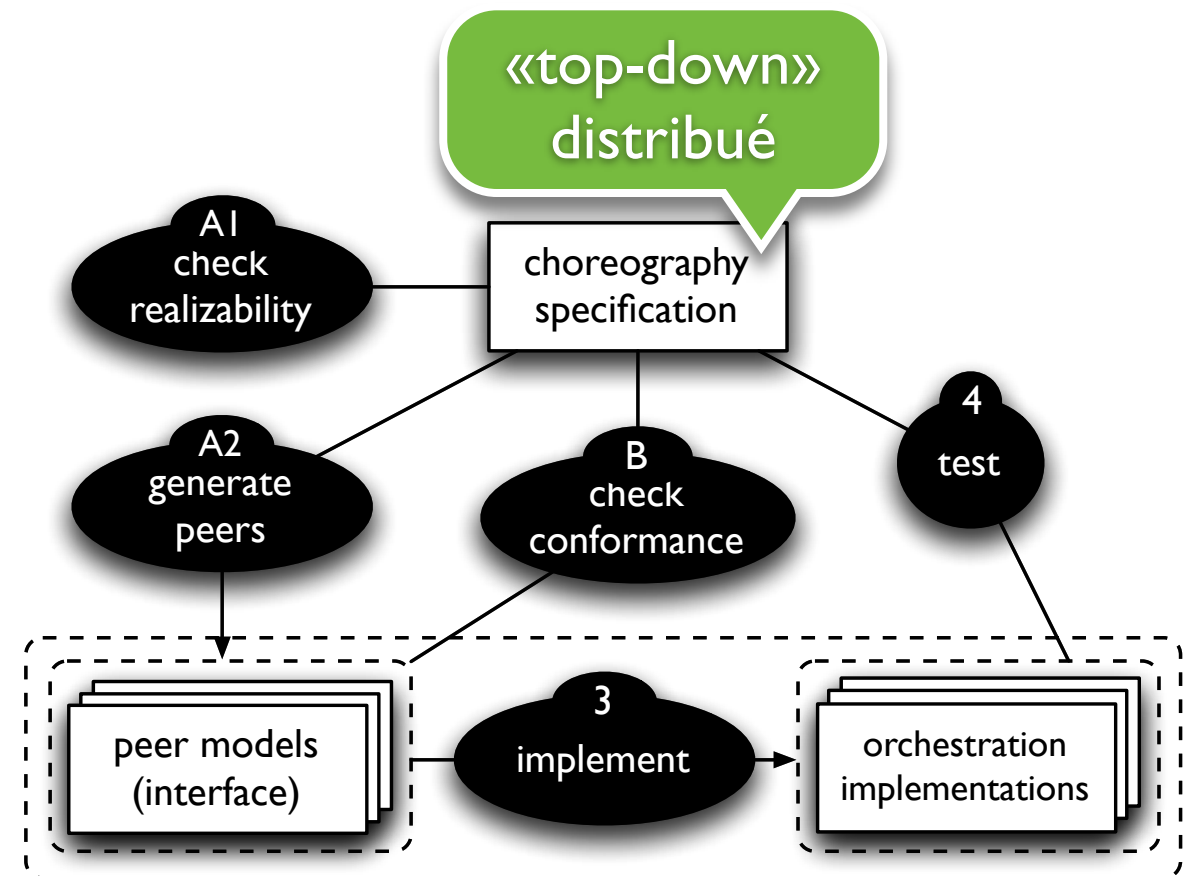 «top-down»
distribué
A1
check
realizability
choreography
specification
A2
generate
peers
B
check
conformance
4
test
peer models
(interface)
3
implement
orchestration
implementations